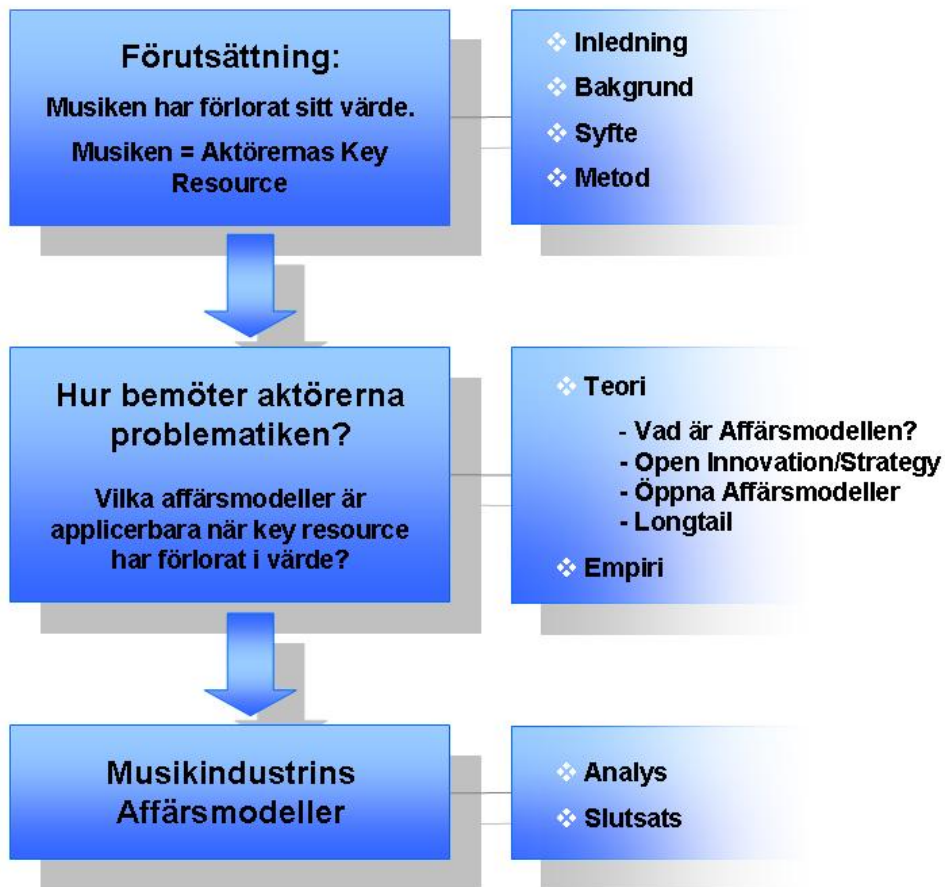 Förutsättning:
Musiken har förlorat sitt värde.
Musiken = Aktörernas Key
Resource
Inledning
Bakgrund
Syfte
Metod
Hur bemöter aktörerna
problematiken?
Vilka affärsmodeller är
applicerbara när key resource
har förlorat i värde?
Teori
- Vad är Affärsmodellen?
- Open Innovation/Strategy
- Öppna Affärsmodeller
- Longtail
Empiri
Musikindustrins
Affärsmodeller
Analys
Slutsats